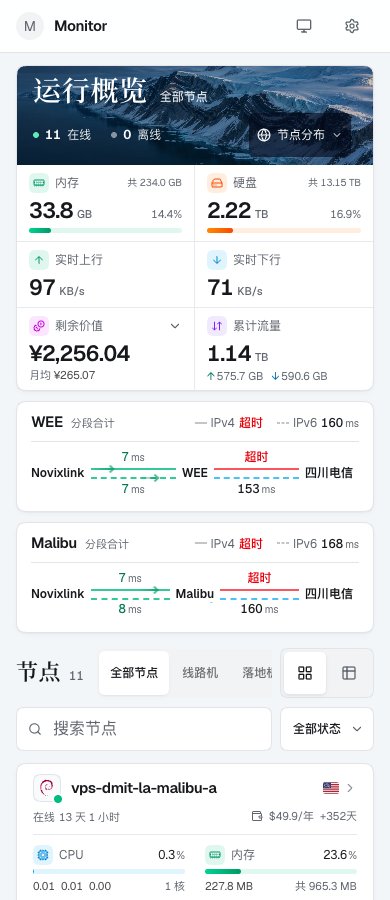 M Monitor
运行概览 全部节点
11 在线 0 离线 节点分布
内存 共 234.0 GB
33.8 GB 14.4%
硬盘 共 13.15 TB
2.22 TB 16.9%
实时上行
97 KB/s
实时下行
71 KB/s
剩余价值
¥2,256.04
月均 ¥265.07
累计流量
1.14 TB
575.7 GB 590.6 GB
WEE 分段合计 IPv4 超时 IPv6 160 ms
7 ms 超时
Novixlink WEE 四川电信
7 ms 153 ms
Malibu 分段合计 IPv4 超时 IPv6 168 ms
7 ms 超时
Novixlink Malibu 四川电信
8 ms 160 ms
节点 11 全部节点 线路机 落地机
搜索节点 全部状态
vps-dmit-la-malibu-a
在线 13 天 1 小时 $49.9/年 +352天
CPU 0.3%
0.01 0.01 0.00 1 核
内存 23.6%
227.8 MB 共 965.3 MB